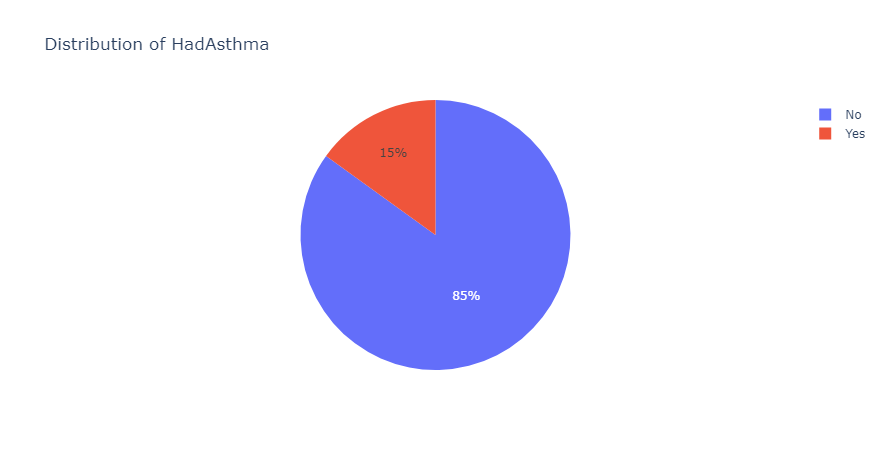 Distribution of HadAsthma
No
Yes
15%
85%